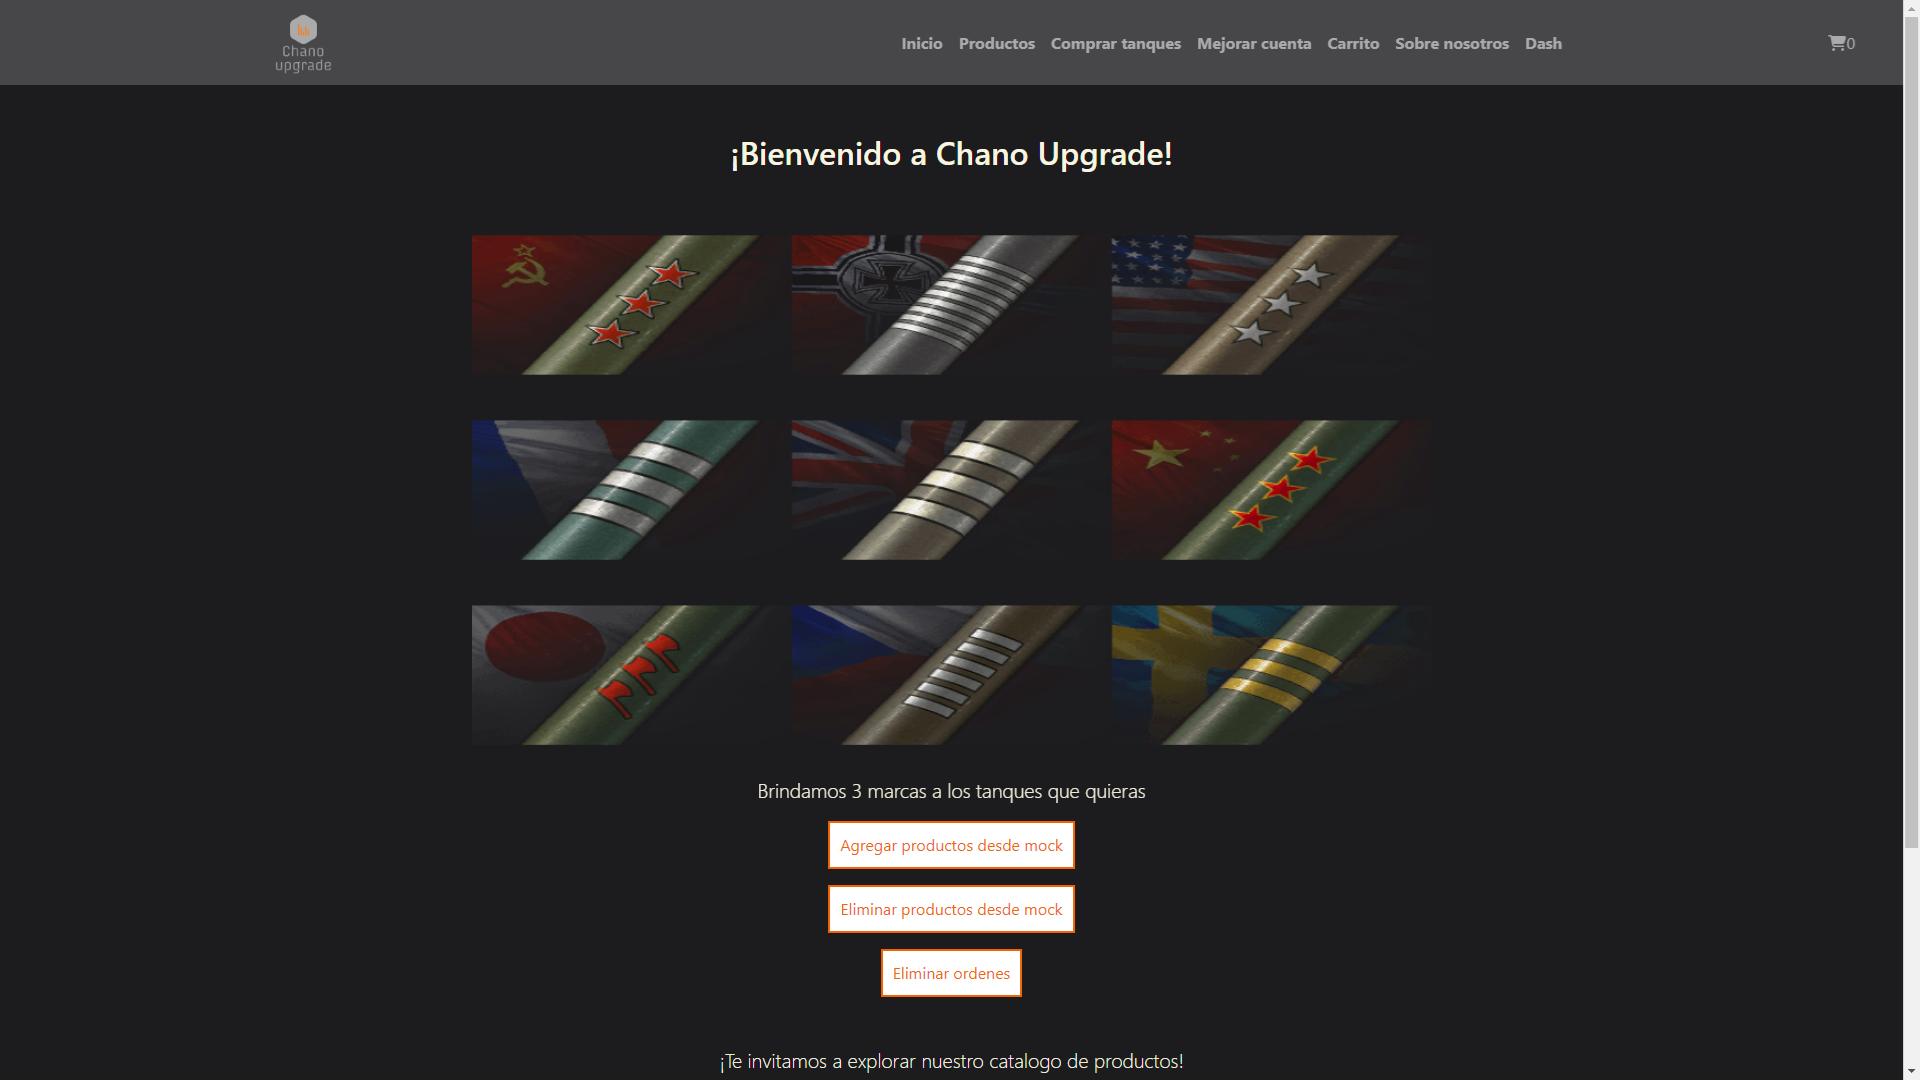 Chano
upgrade
Inicio Productos Comprar tanques Mejorar cuenta Carrito Sobre nosotros Dash 0
¡Bienvenido a Chano Upgrade!
Brindamos 3 marcas a los tanques que quieras
Agregar productos desde mock
Eliminar productos desde mock
Eliminar ordenes
¡Te invitamos a explorar nuestro catalogo de productos!